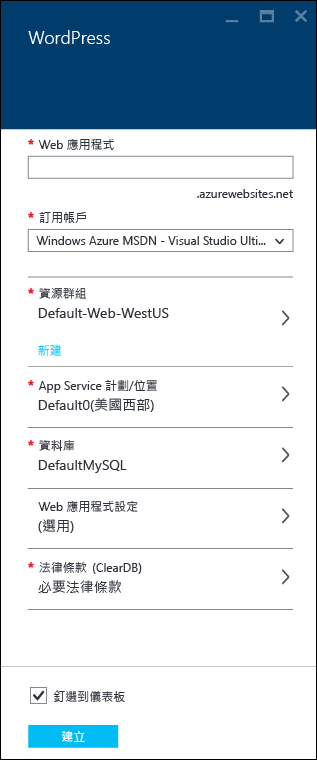 WordPress
* Web 應用程式
.azurewebsites.net
* 訂用帳戶
Windows Azure MSDN - Visual Studio Ulti...
* 資源群組
Default-Web-WestUS
新建
* App Service 計劃/位置
Default0(美國西部)
* 資料庫
DefaultMySQL
Web 應用程式設定
(選用)
* 法律條款 (ClearDB)
必要法律條款
釘選到儀表板
建立